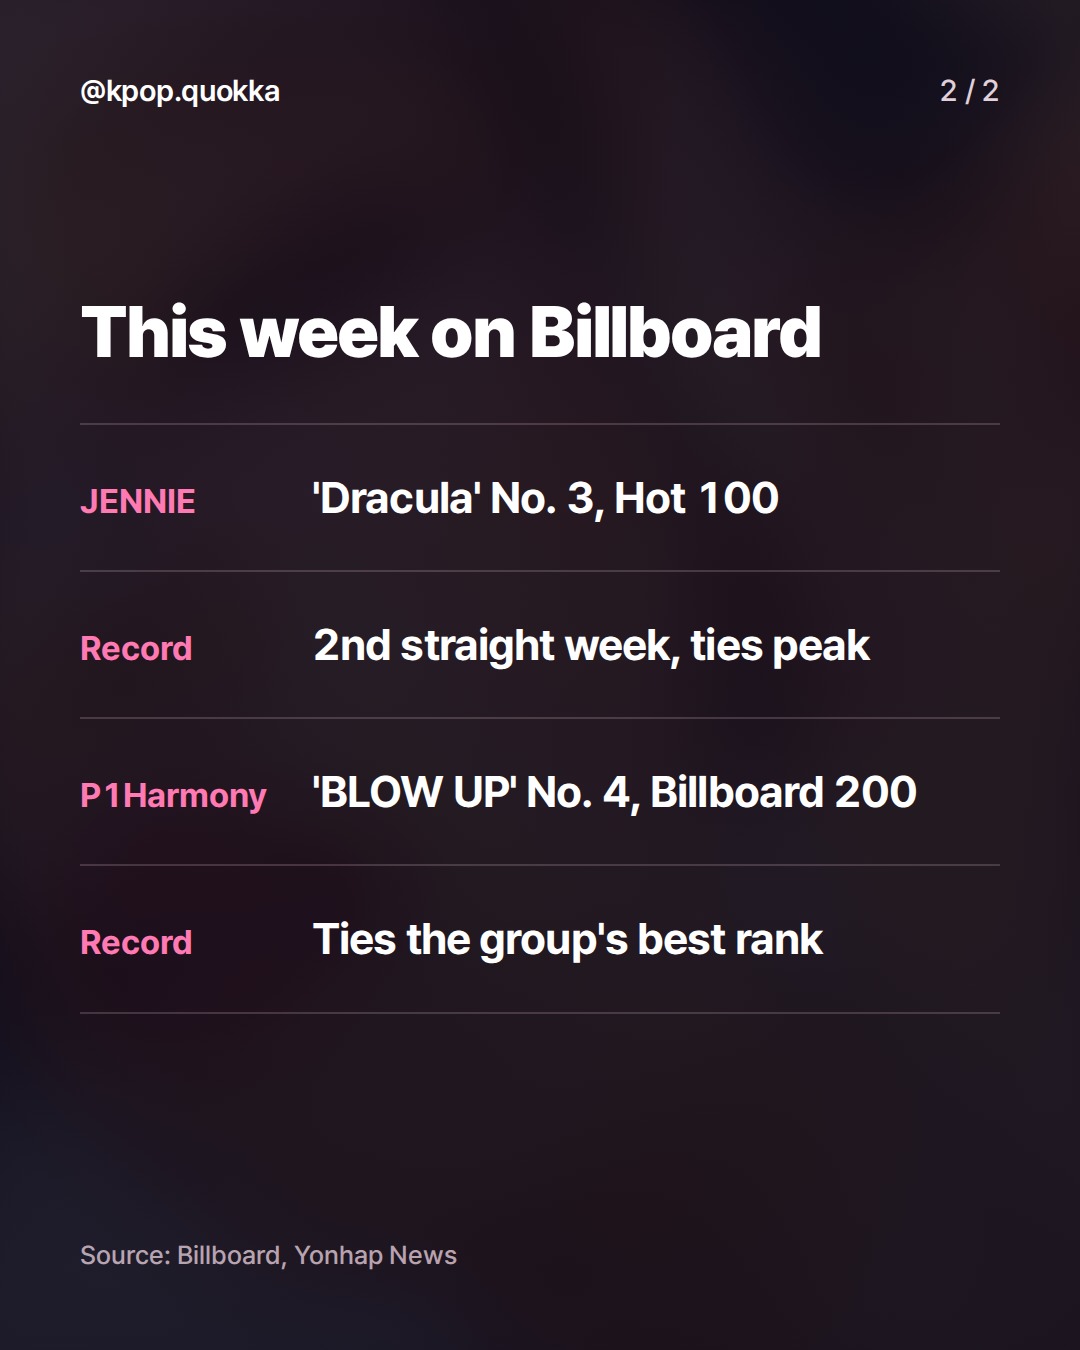 @kpop.quokka 2 / 2
This week on Billboard
JENNIE 'Dracula' No. 3, Hot 100
Record 2nd straight week, ties peak
P1Harmony 'BLOW UP' No. 4, Billboard 200
Record Ties the group's best rank
Source: Billboard, Yonhap News